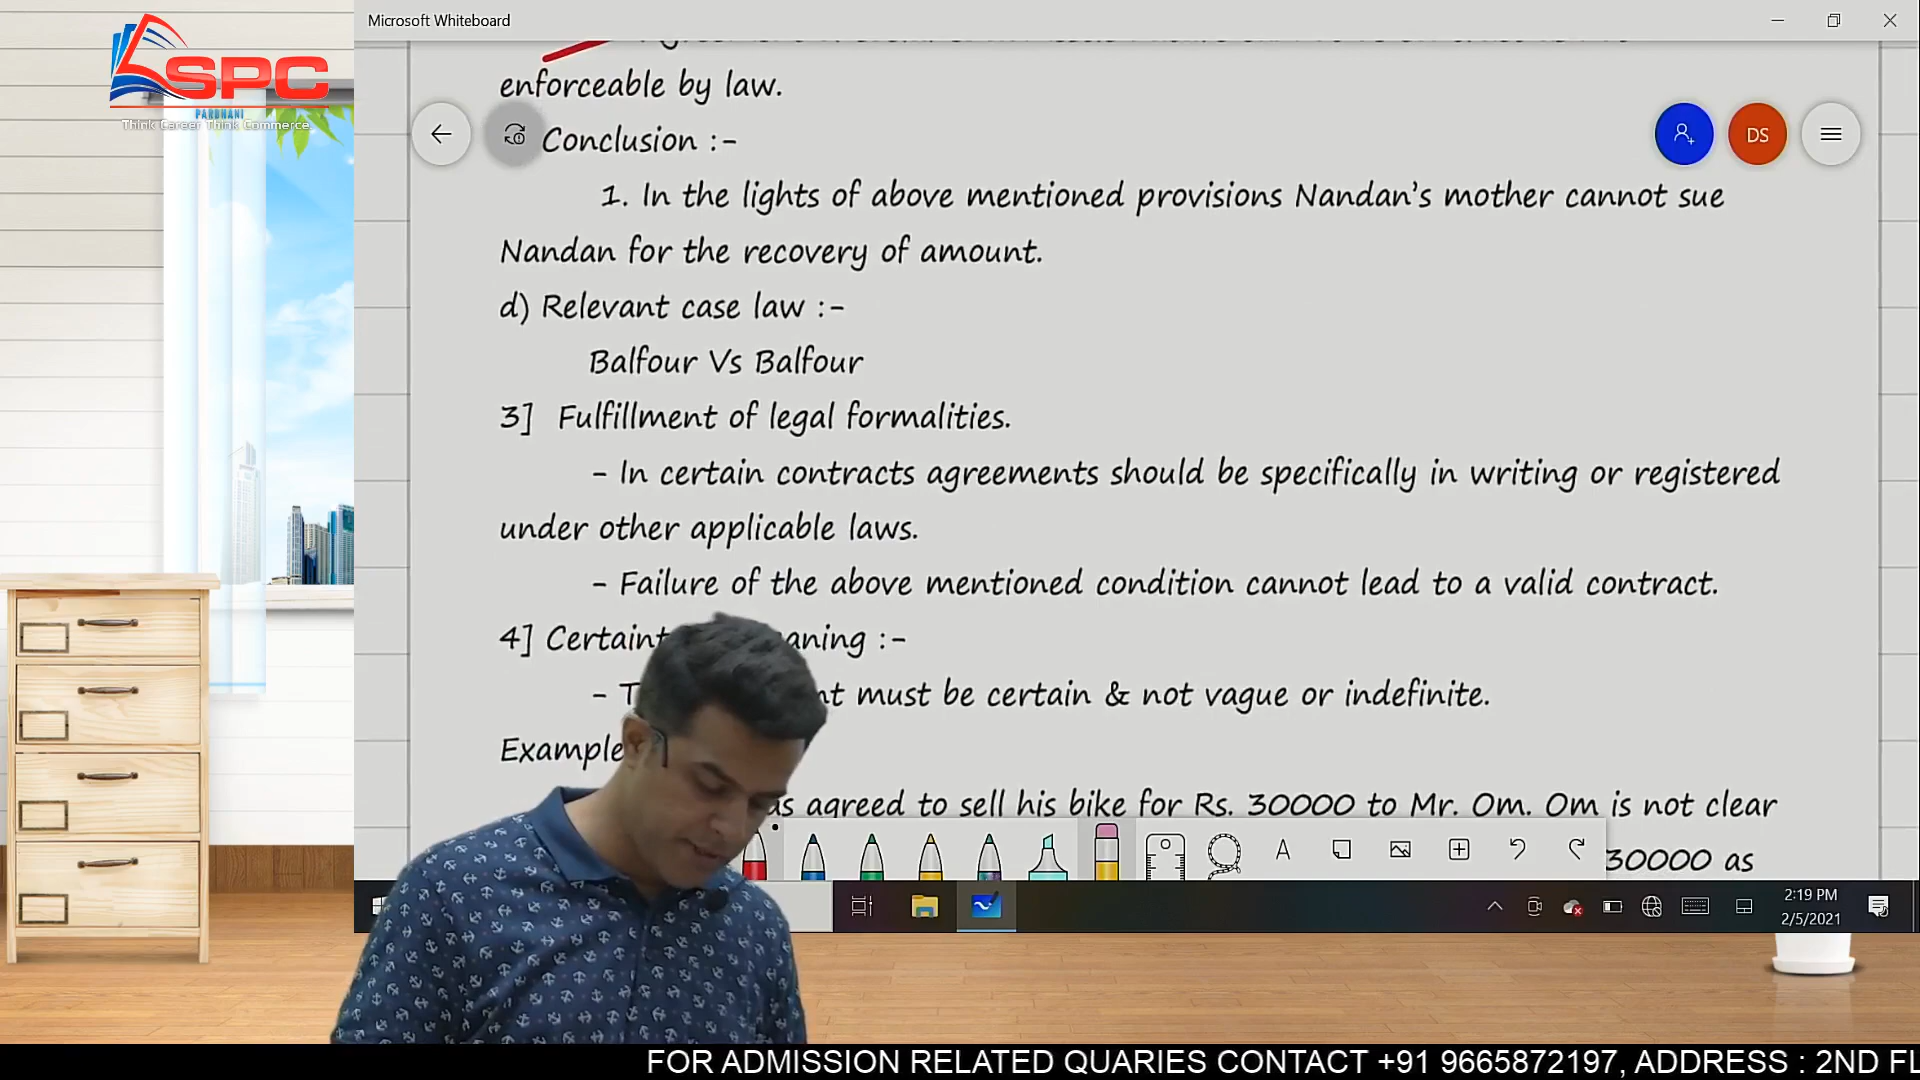 Microsoft Whiteboard
SPC
PARDHANI
Think Career Think Commerce.
enforceable by law.
Conclusion :-
DS
1. In the lights of above mentioned provisions Nandan's mother cannot sue
Nandan for the recovery of amount.
d) Relevant case law :-
Balfour Vs Balfour
3] Fulfillment of legal formalities.
- In certain contracts agreements should be specifically in writing or registered
under other applicable laws.
- Failure of the above mentioned condition cannot lead to a valid contract.
4] :-
- must be certain & not vague or indefinite.
Example
agreed to sell his bike for Rs. 30000 to Mr. Om. Om is not clear
30000 as
2:19 PM
2/5/2021
FOR ADMISSION RELATED QUARIES CONTACT +91 9665872197, ADDRESS : 2ND FL